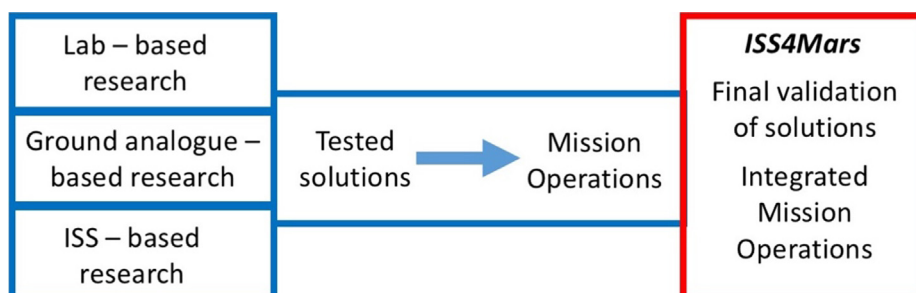 Lab – based
research
Ground analogue –
based research
ISS – based
research
Tested
solutions
Mission
Operations
ISS4Mars
Final validation
of solutions
Integrated
Mission
Operations